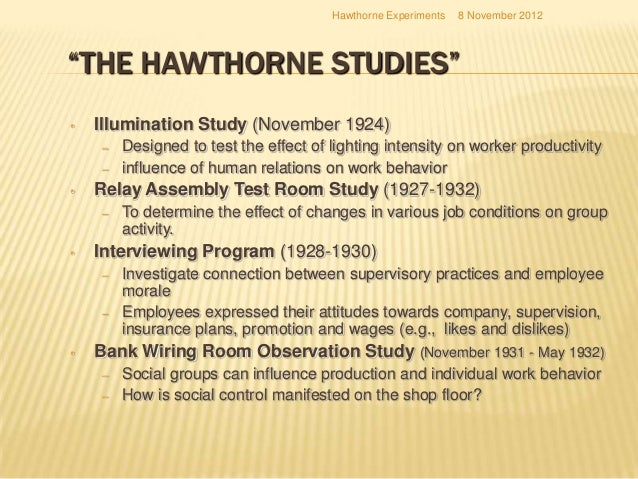 Hawthorne Experiments 8 November 2012
“THE HAWTHORNE STUDIES”
• Illumination Study (November 1924)
– Designed to test the effect of lighting intensity on worker productivity
– influence of human relations on work behavior
• Relay Assembly Test Room Study (1927-1932)
– To determine the effect of changes in various job conditions on group
activity.
• Interviewing Program (1928-1930)
– Investigate connection between supervisory practices and employee
morale
– Employees expressed their attitudes towards company, supervision,
insurance plans, promotion and wages (e.g., likes and dislikes)
• Bank Wiring Room Observation Study (November 1931 - May 1932)
– Social groups can influence production and individual work behavior
– How is social control manifested on the shop floor?